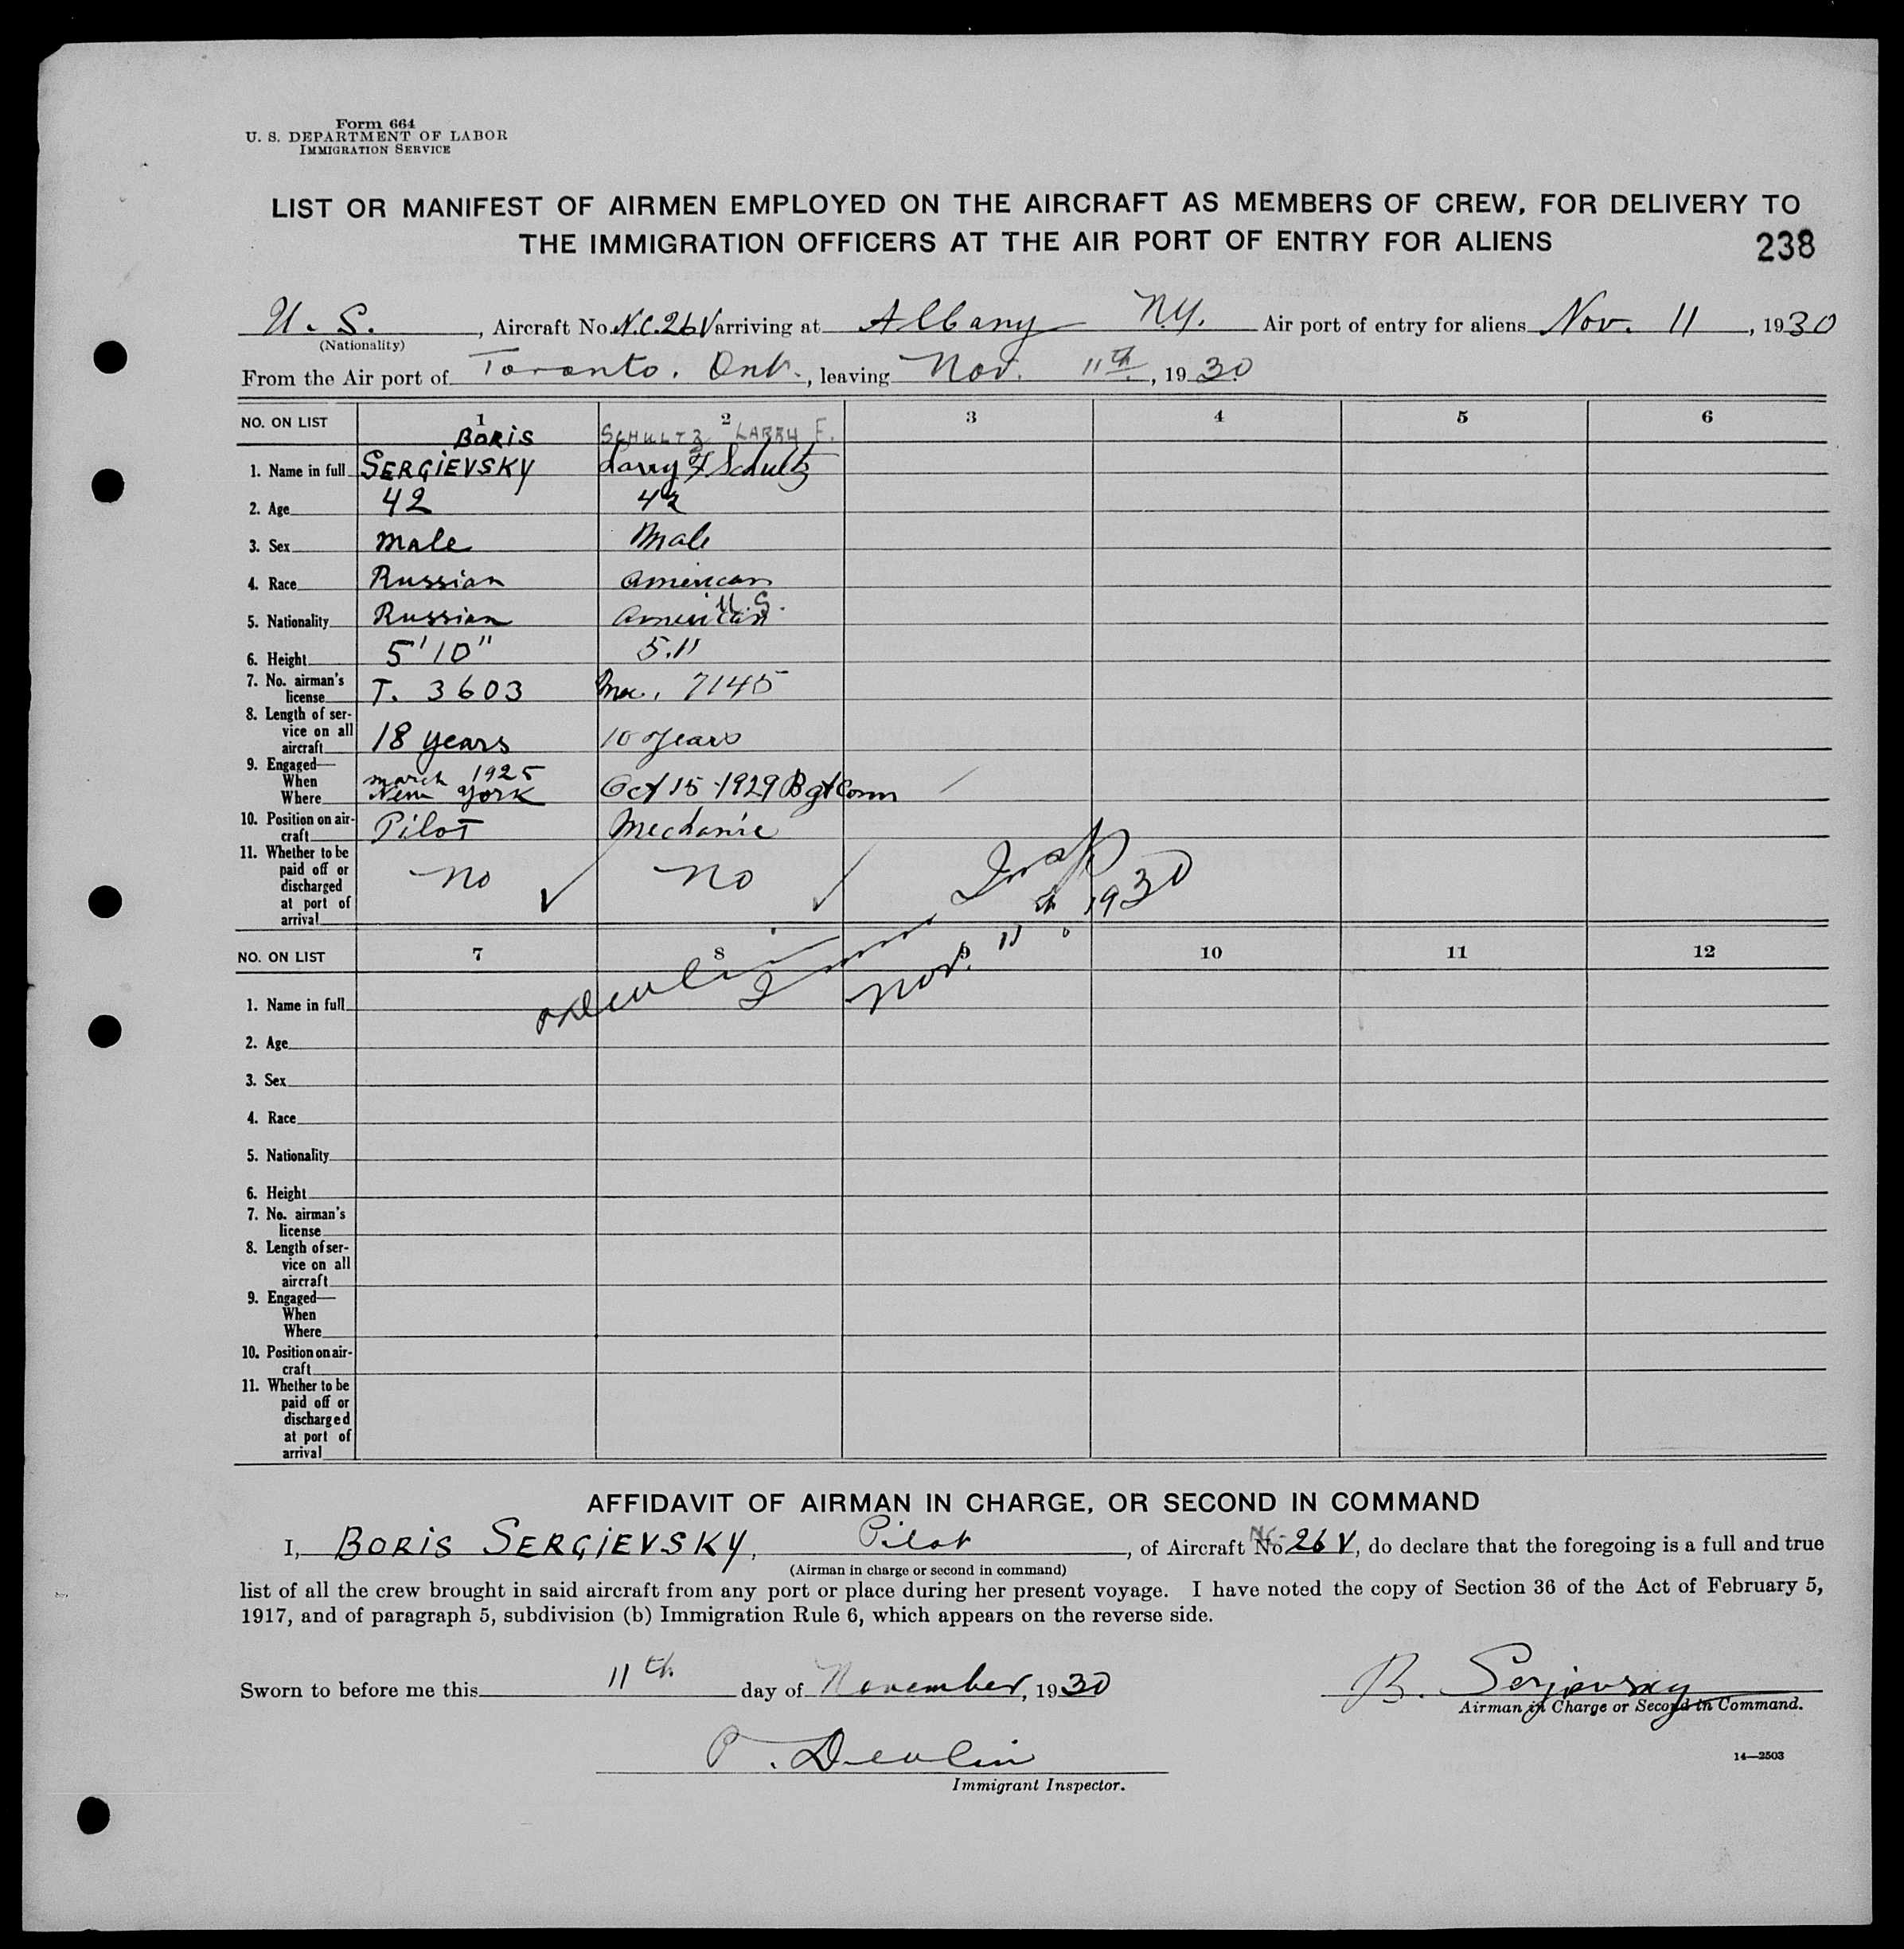 Form 664
U. S. DEPARTMENT OF LABOR
IMMIGRATION SERVICE
LIST OR MANIFEST OF AIRMEN EMPLOYED ON THE AIRCRAFT AS MEMBERS OF CREW, FOR DELIVERY TO
THE IMMIGRATION OFFICERS AT THE AIR PORT OF ENTRY FOR ALIENS
238
U. S., Aircraft No. N.C. 26V arriving at Albany N.Y. Air port of entry for aliens Nov. 11, 1930
(Nationality)
From the Air port of Toronto. Ont., leaving Nov. 11th, 1930
NO. ON LIST 1 2 3 4 5 6
BORIS SCHULTZ LARRY F.
1. Name in full SERGIEVSKY Larry F Schultz
2. Age 42 42
3. Sex male Male
4. Race Russian American
U.S.
5. Nationality Russian American
6. Height 5'10" 5.11
7. No. airman's license T. 3603 7145
8. Length of service on all aircraft 18 years 10 years
9. Engaged— When Where march 1925 New York Oct 15-1929 Bgt Conn
10. Position on aircraft Pilot Mechanic
11. Whether to be paid off or discharged at port of arrival no no
P. Devlin
Imm Insp
Nov. 11th 1930
NO. ON LIST 7 8 9 10 11 12
1. Name in full
2. Age
3. Sex
4. Race
5. Nationality
6. Height
7. No. airman's
license
8. Length of ser-
vice on all
aircraft
9. Engaged—
When
Where
10. Position on air-
craft
11. Whether to be
paid off or
discharged
at port of
arrival
AFFIDAVIT OF AIRMAN IN CHARGE, OR SECOND IN COMMAND
I, BORIS SERGIEVSKY, Pilot, of Aircraft No. NC- 26V, do declare that the foregoing is a full and true
(Airman in charge or second in command)
list of all the crew brought in said aircraft from any port or place during her present voyage. I have noted the copy of Section 36 of the Act of February 5,
1917, and of paragraph 5, subdivision (b) Immigration Rule 6, which appears on the reverse side.
Sworn to before me this 11th day of November, 1930
B. Sergievsky
Airman in Charge or Second in Command.
P. Devlin
Immigrant Inspector.
14—2503